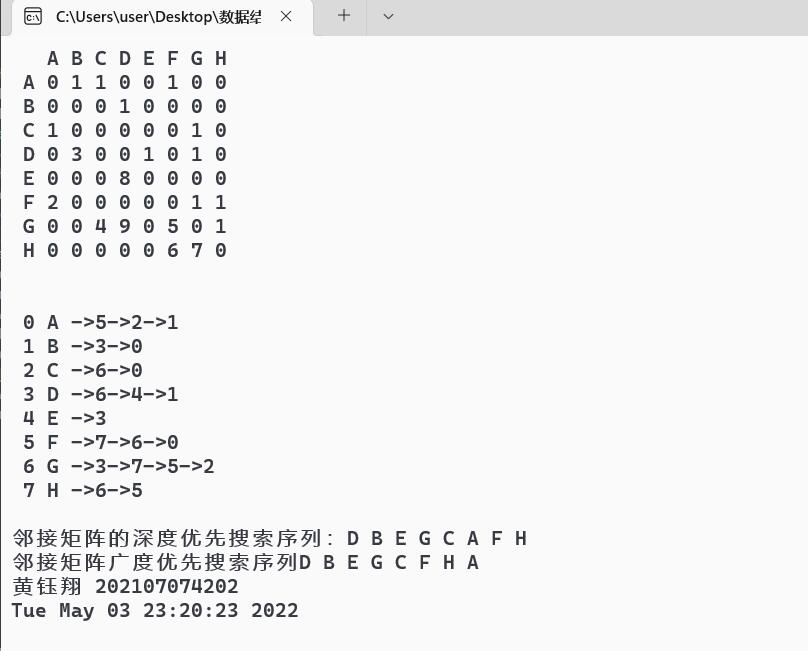 C:\Users\user\Desktop\数据结
A B C D E F G H
A 0 1 1 0 0 1 0 0
B 0 0 0 1 0 0 0 0
C 1 0 0 0 0 0 1 0
D 0 3 0 0 1 0 1 0
E 0 0 0 8 0 0 0 0
F 2 0 0 0 0 0 1 1
G 0 0 4 9 0 5 0 1
H 0 0 0 0 0 6 7 0
0 A ->5->2->1
1 B ->3->0
2 C ->6->0
3 D ->6->4->1
4 E ->3
5 F ->7->6->0
6 G ->3->7->5->2
7 H ->6->5
邻接矩阵的深度优先搜索序列: D B E G C A F H
邻接矩阵广度优先搜索序列D B E G C F H A
黄钰翔 202107074202
Tue May 03 23:20:23 2022